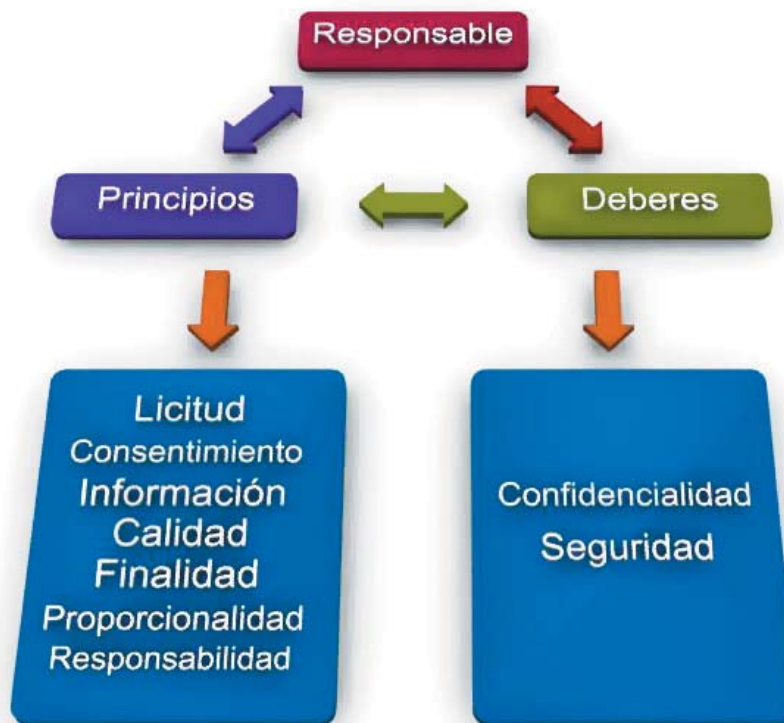 Responsable
Principios
Deberes
Licitud
Consentimiento
Información
Calidad
Finalidad
Proporcionalidad
Responsabilidad
Confidencialidad
Seguridad